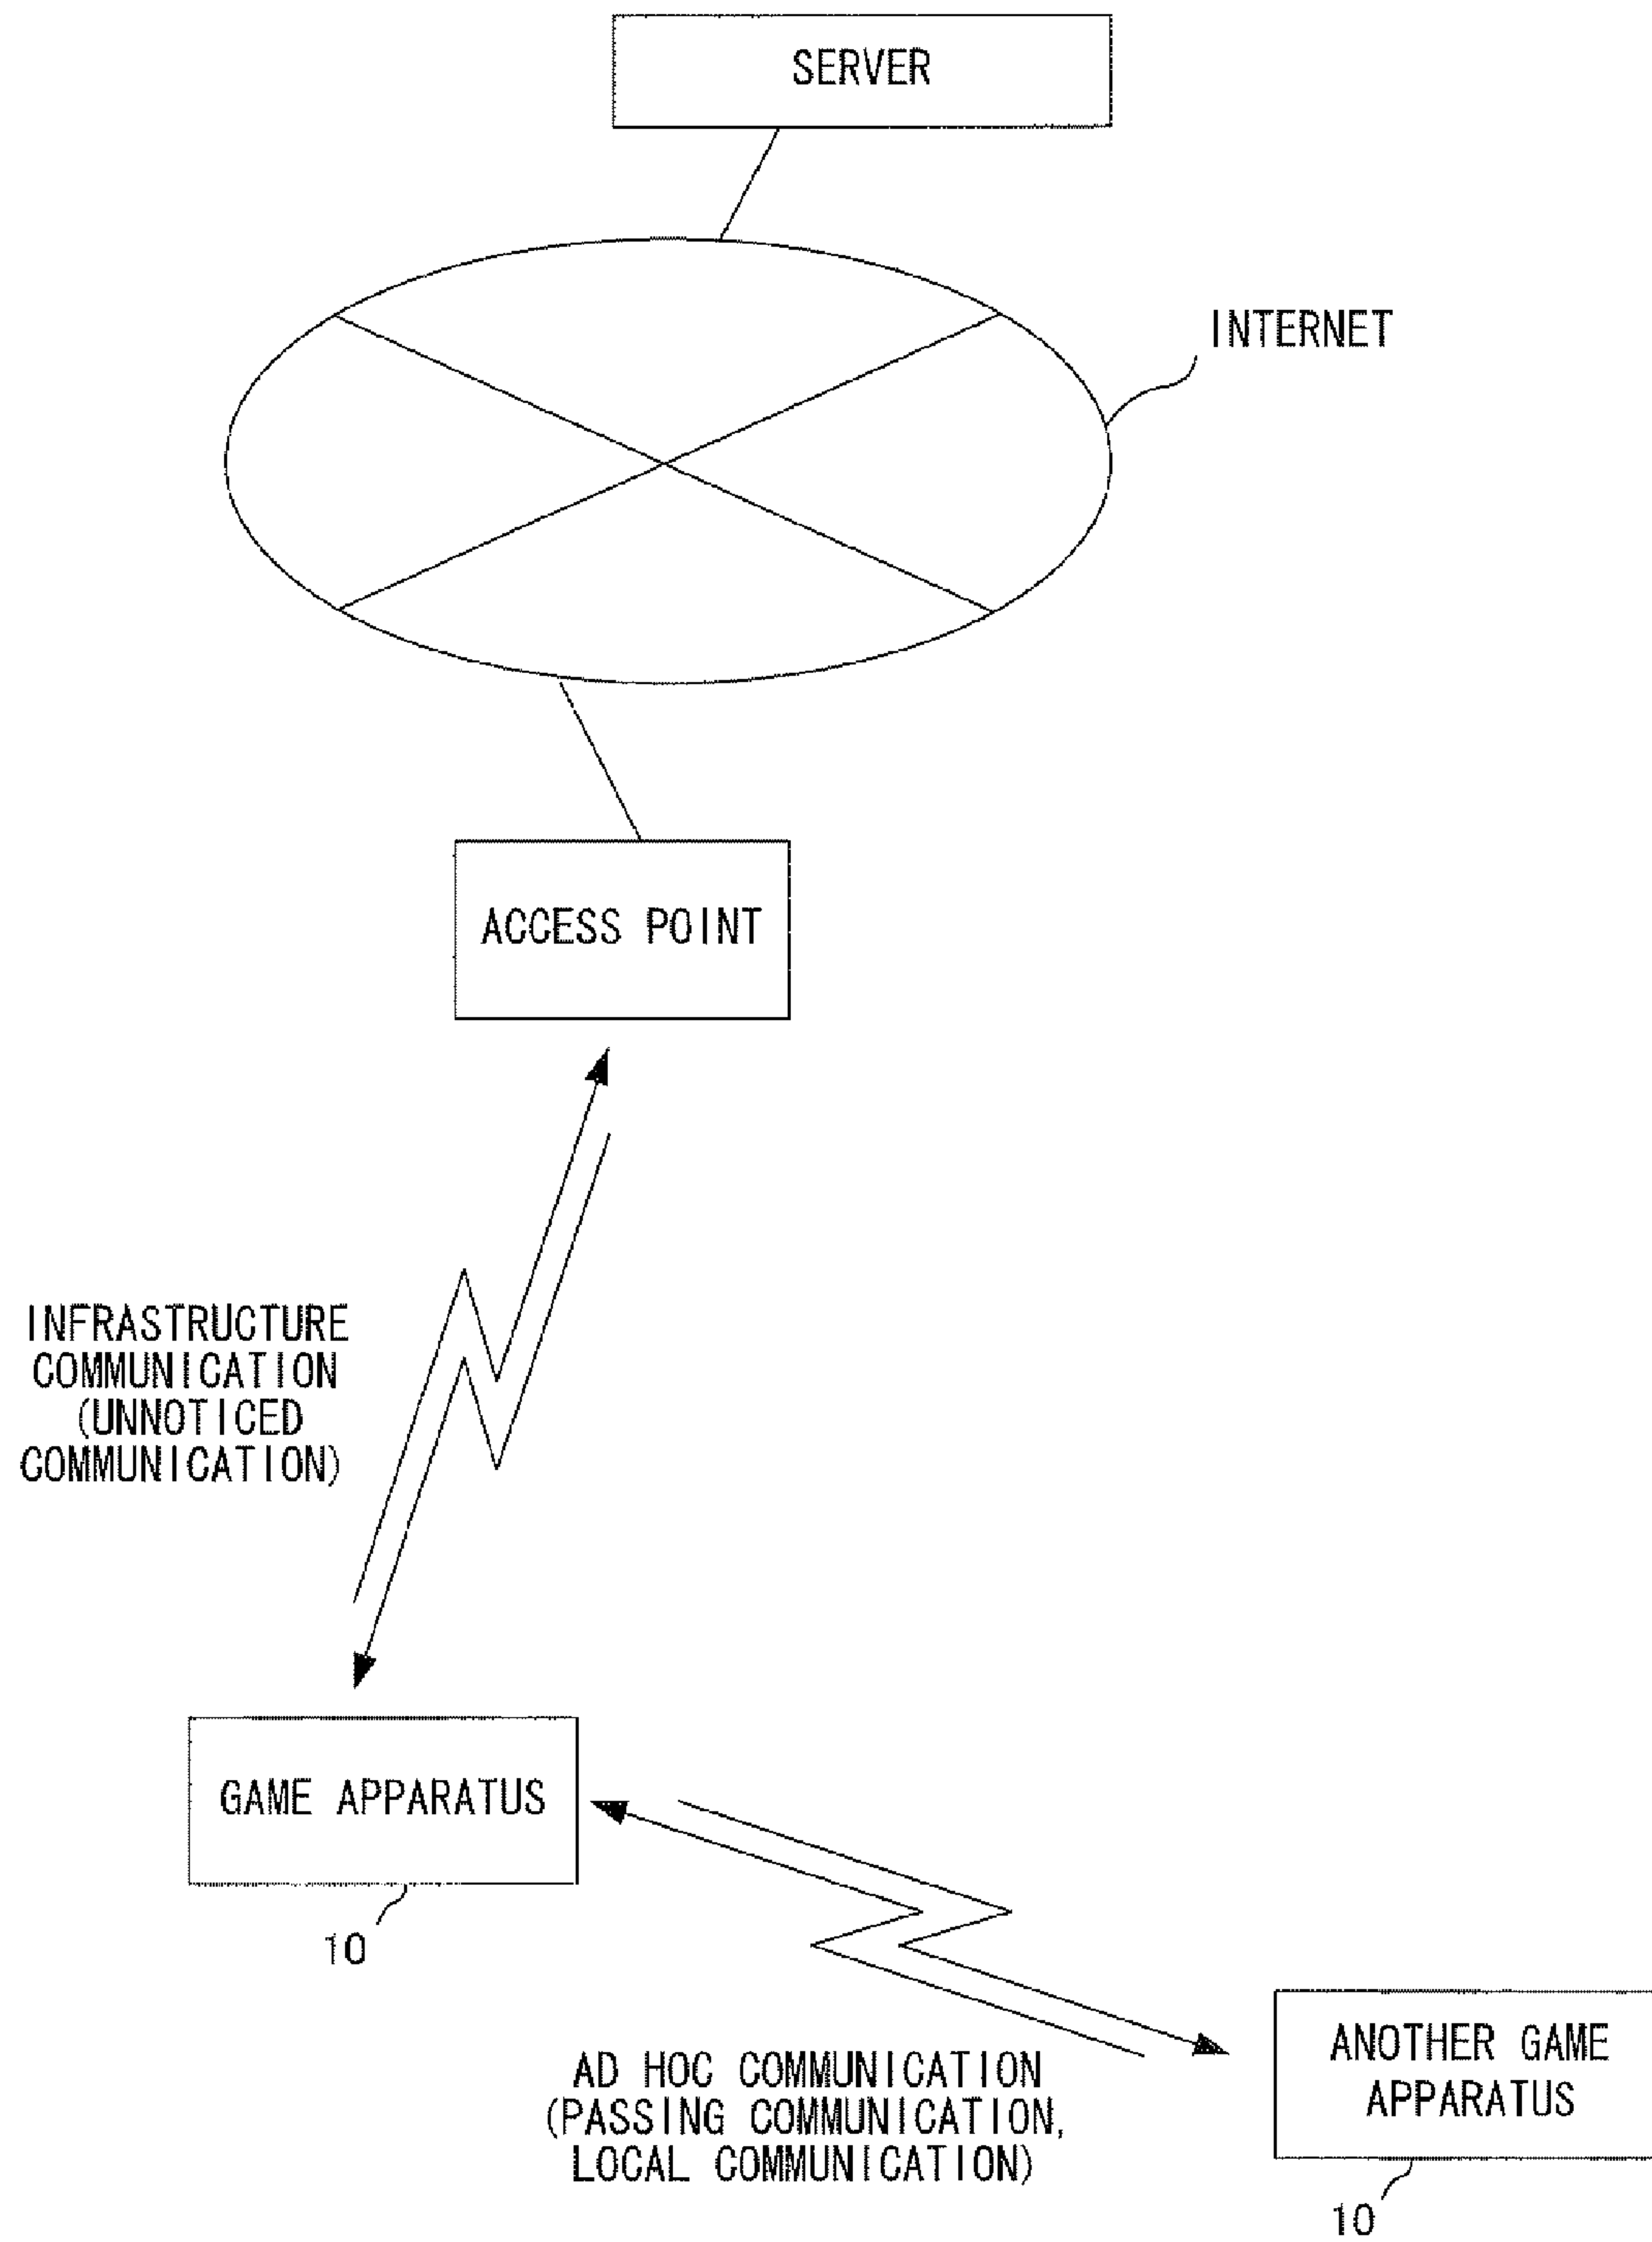 SERVER
INTERNET
ACCESS POINT
INFRASTRUCTURE
COMMUNICATION
(UNNOTICED
COMMUNICATION)
GAME APPARATUS
10
AD HOC COMMUNICATION
(PASSING COMMUNICATION,
LOCAL COMMUNICATION)
ANOTHER GAME
APPARATUS
10